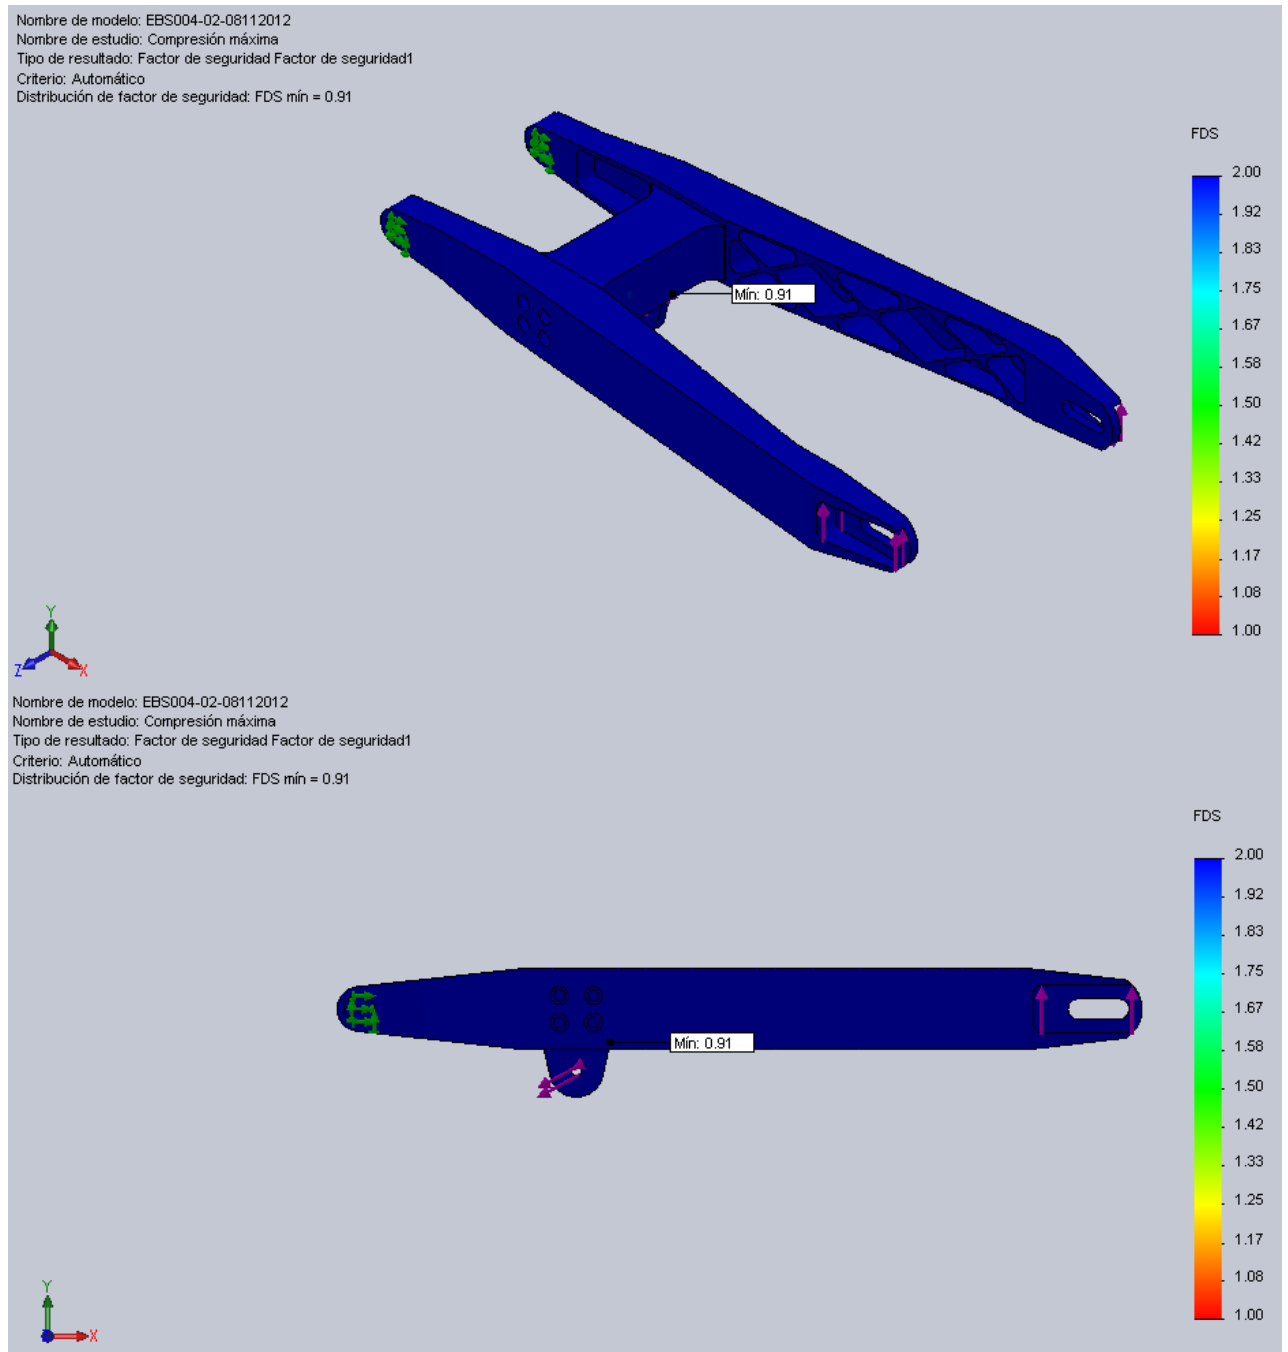 Nombre de modelo: EBS004-02-08112012
Nombre de estudio: Compresión máxima
Tipo de resultado: Factor de seguridad Factor de seguridad1
Criterio: Automático
Distribución de factor de seguridad: FDS mín = 0.91
FDS
2.00
1.92
1.83
1.75
1.67
1.58
1.50
1.42
1.33
1.25
1.17
1.08
1.00
Mín: 0.91
Y
Z
X
Nombre de modelo: EBS004-02-08112012
Nombre de estudio: Compresión máxima
Tipo de resultado: Factor de seguridad Factor de seguridad1
Criterio: Automático
Distribución de factor de seguridad: FDS mín = 0.91
FDS
2.00
1.92
1.83
1.75
1.67
1.58
1.50
1.42
1.33
1.25
1.17
1.08
1.00
Mín: 0.91
Y
X